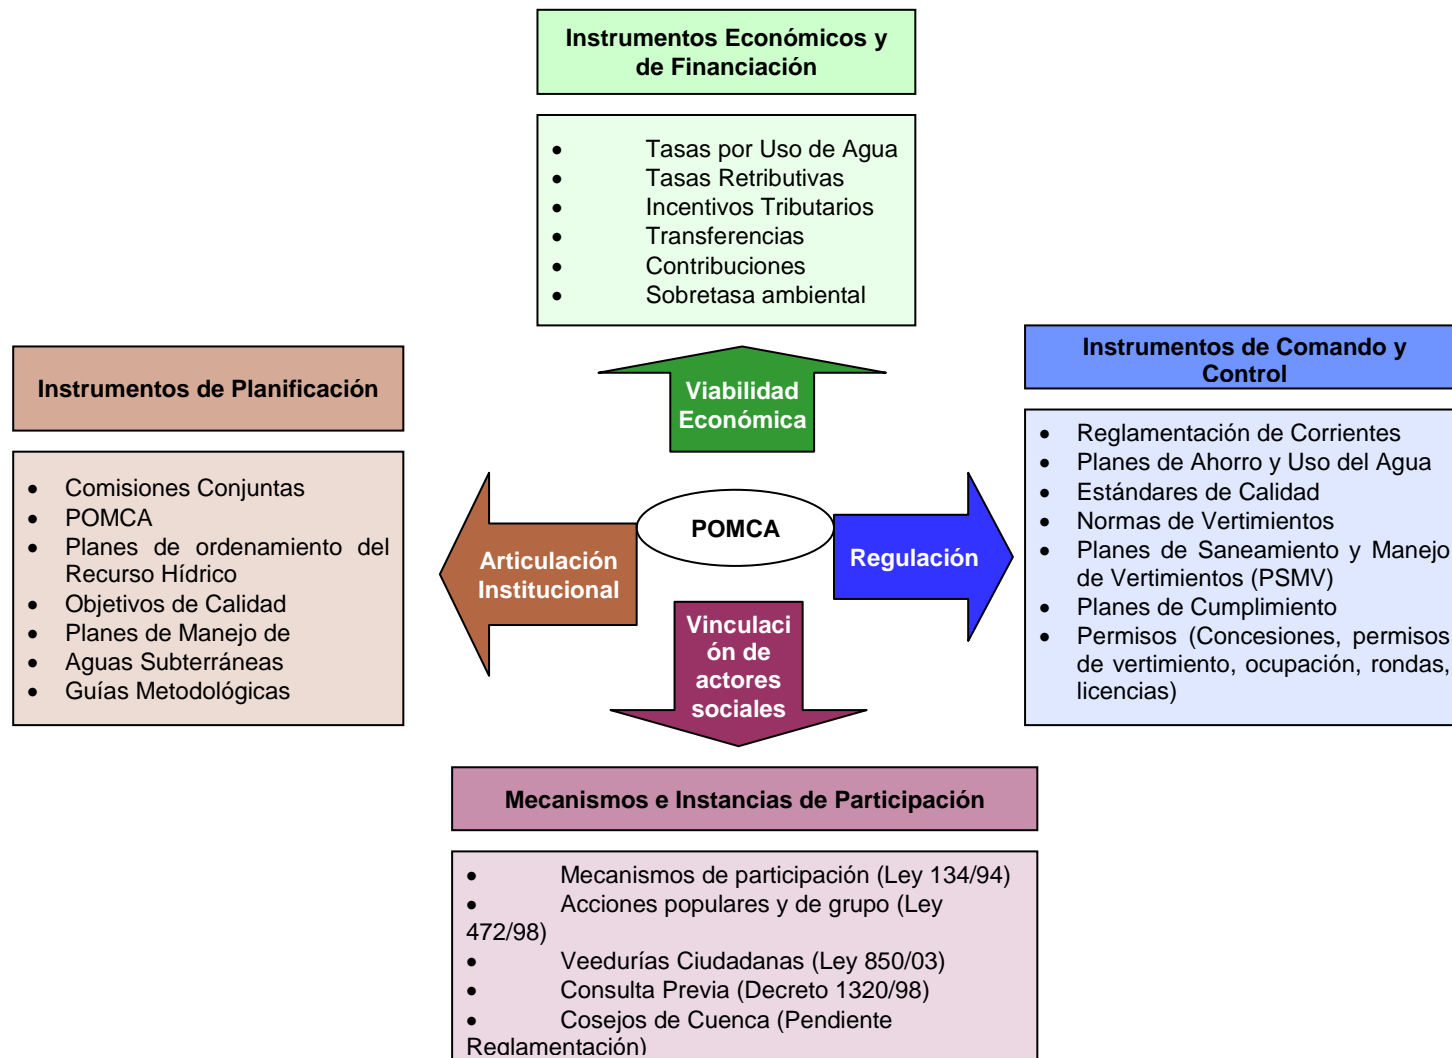 Instrumentos Económicos y
de Financiación
• Tasas por Uso de Agua
• Tasas Retributivas
• Incentivos Tributarios
• Transferencias
• Contribuciones
• Sobretasa ambiental
Instrumentos de Planificación
• Comisiones Conjuntas
• POMCA
• Planes de ordenamiento del
Recurso Hídrico
• Objetivos de Calidad
• Planes de Manejo de
• Aguas Subterráneas
• Guías Metodológicas
Viabilidad
Económica
Articulación
Institucional
POMCA
Regulación
Vinculaci
ón de
actores
sociales
Instrumentos de Comando y
Control
• Reglamentación de Corrientes
• Planes de Ahorro y Uso del Agua
• Estándares de Calidad
• Normas de Vertimientos
• Planes de Saneamiento y Manejo
de Vertimientos (PSMV)
• Planes de Cumplimiento
• Permisos (Concesiones, permisos
de vertimiento, ocupación, rondas,
licencias)
Mecanismos e Instancias de Participación
• Mecanismos de participación (Ley 134/94)
• Acciones populares y de grupo (Ley
472/98)
• Veedurías Ciudadanas (Ley 850/03)
• Consulta Previa (Decreto 1320/98)
• Cosejos de Cuenca (Pendiente
Reglamentación)